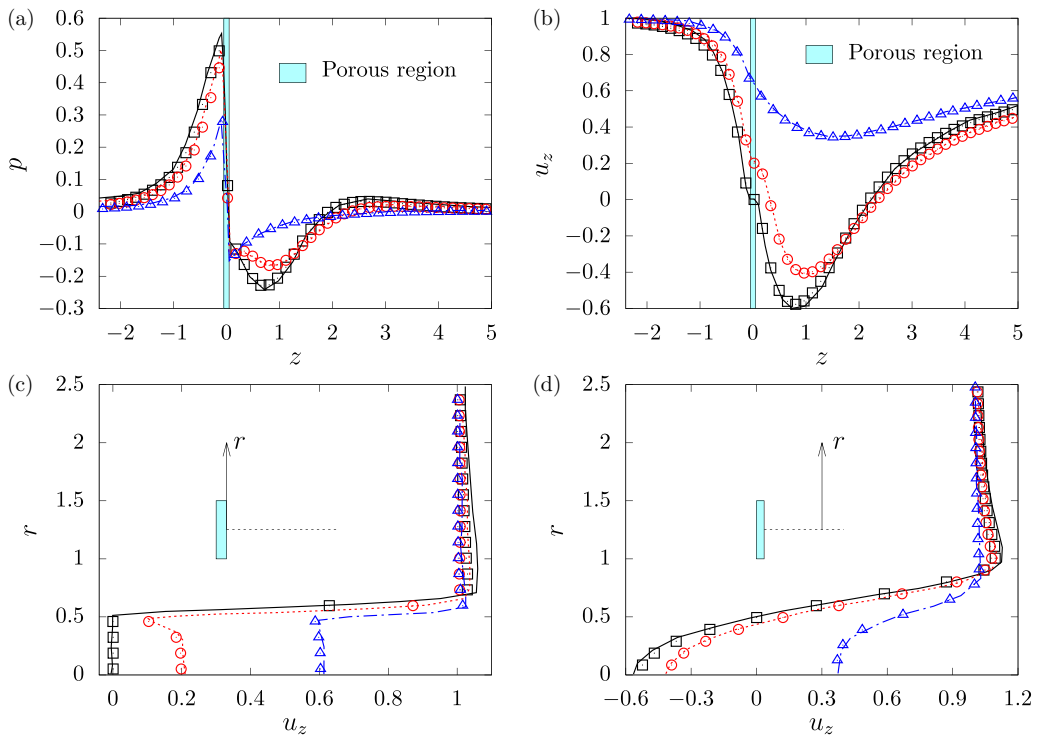 (a)
0.6
0.5
0.4
0.3
0.2
0.1
0
−0.1
−0.2
−0.3
p
Porous region
−2 −1 0 1 2 3 4 5
z
(b)
1
0.8
0.6
0.4
0.2
0
−0.2
−0.4
−0.6
u_z
Porous region
−2 −1 0 1 2 3 4 5
z
(c)
2.5
2
1.5
1
0.5
0
r
r
0 0.2 0.4 0.6 0.8 1
u_z
(d)
2.5
2
1.5
1
0.5
0
r
r
−0.6 −0.3 0 0.3 0.6 0.9 1.2
u_z